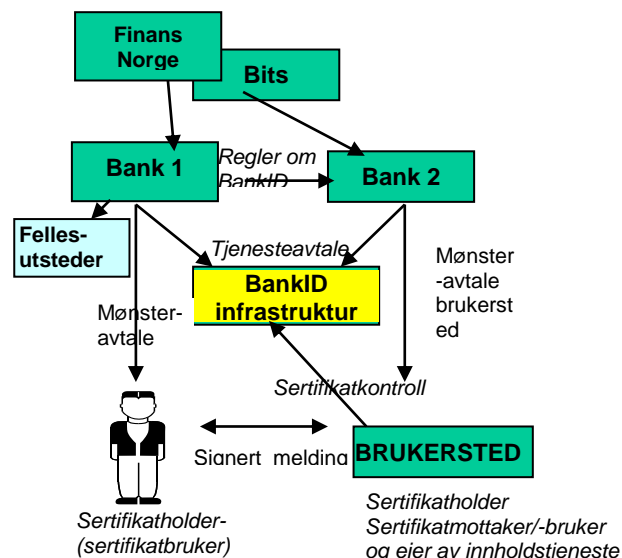 Finans
Norge
Bits
Bank 1
Regler om
BankID
Bank 2
Felles-
utsteder
Tjenesteavtale
BankID
infrastruktur
Mønster-
avtale
Mønster
-avtale
brukerst
ed
Sertifikatkontroll
Signert melding
BRUKERSTED
Sertifikatholder-
(sertifikatbruker)
Sertifikatholder
Sertifikatmottaker/-bruker
og eier av innholdstjeneste